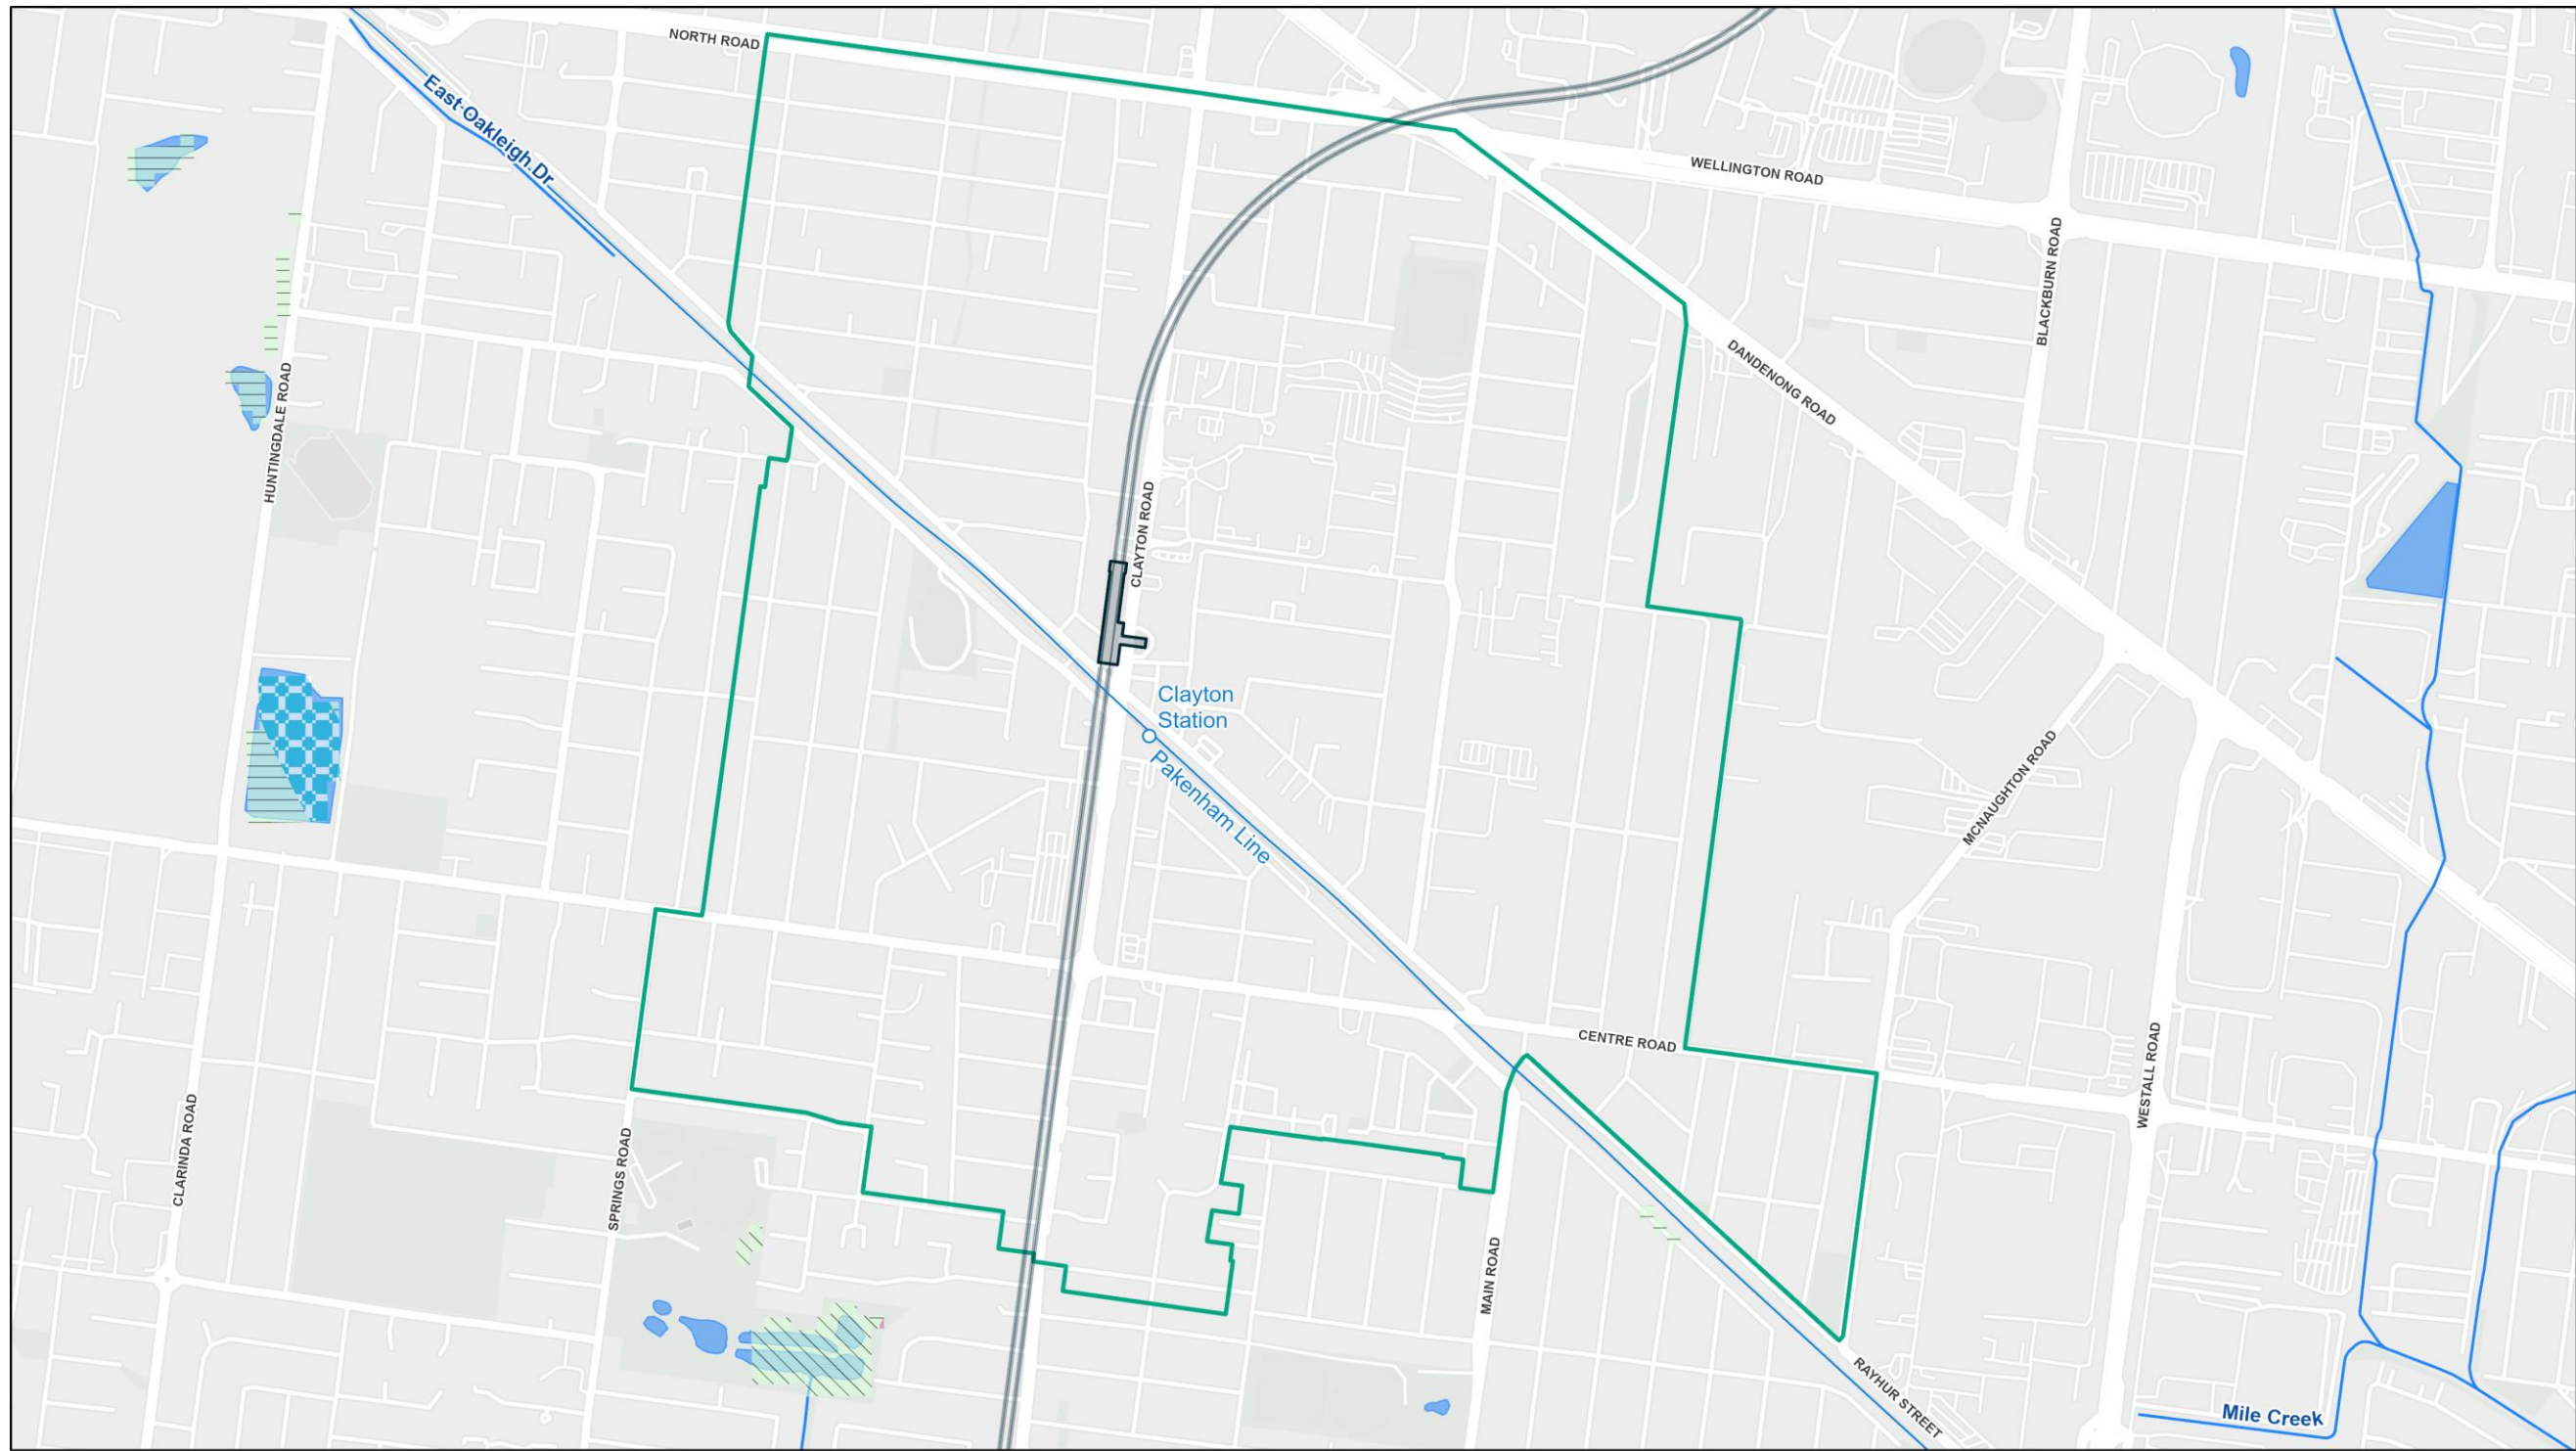 NORTH ROAD
East Oakleigh Dr
WELLINGTON ROAD
BLACKBURN ROAD
DANDENONG ROAD
HUNTINGDALE ROAD
CLAYTON ROAD
Clayton
Station
Pakenham Line
MCNAUGHTON ROAD
CENTRE ROAD
WESTALL ROAD
CLARINDA ROAD
SPRINGS ROAD
MAIN ROAD
RAYHUR STREET
Mile Creek